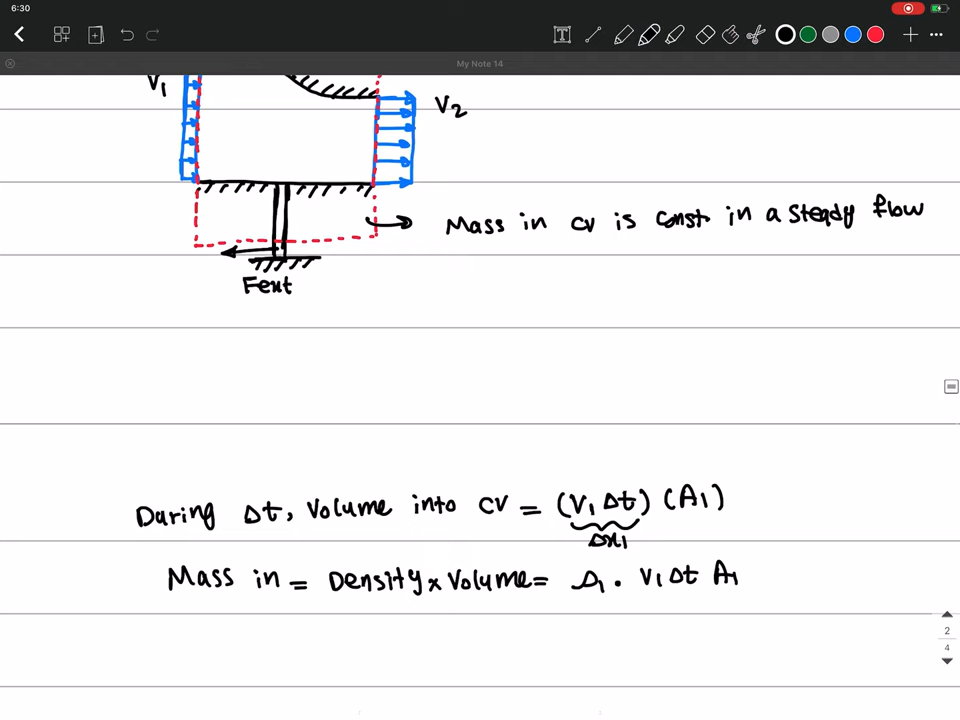 6:30
My Note 14
V1
V2
Mass in CV is const. in a steady flow
Fext
During Δt, Volume into CV = (V1 Δt) (A1)
Δx1
Mass in = Density x Volume = ρ1 · V1 Δt A1
2
4